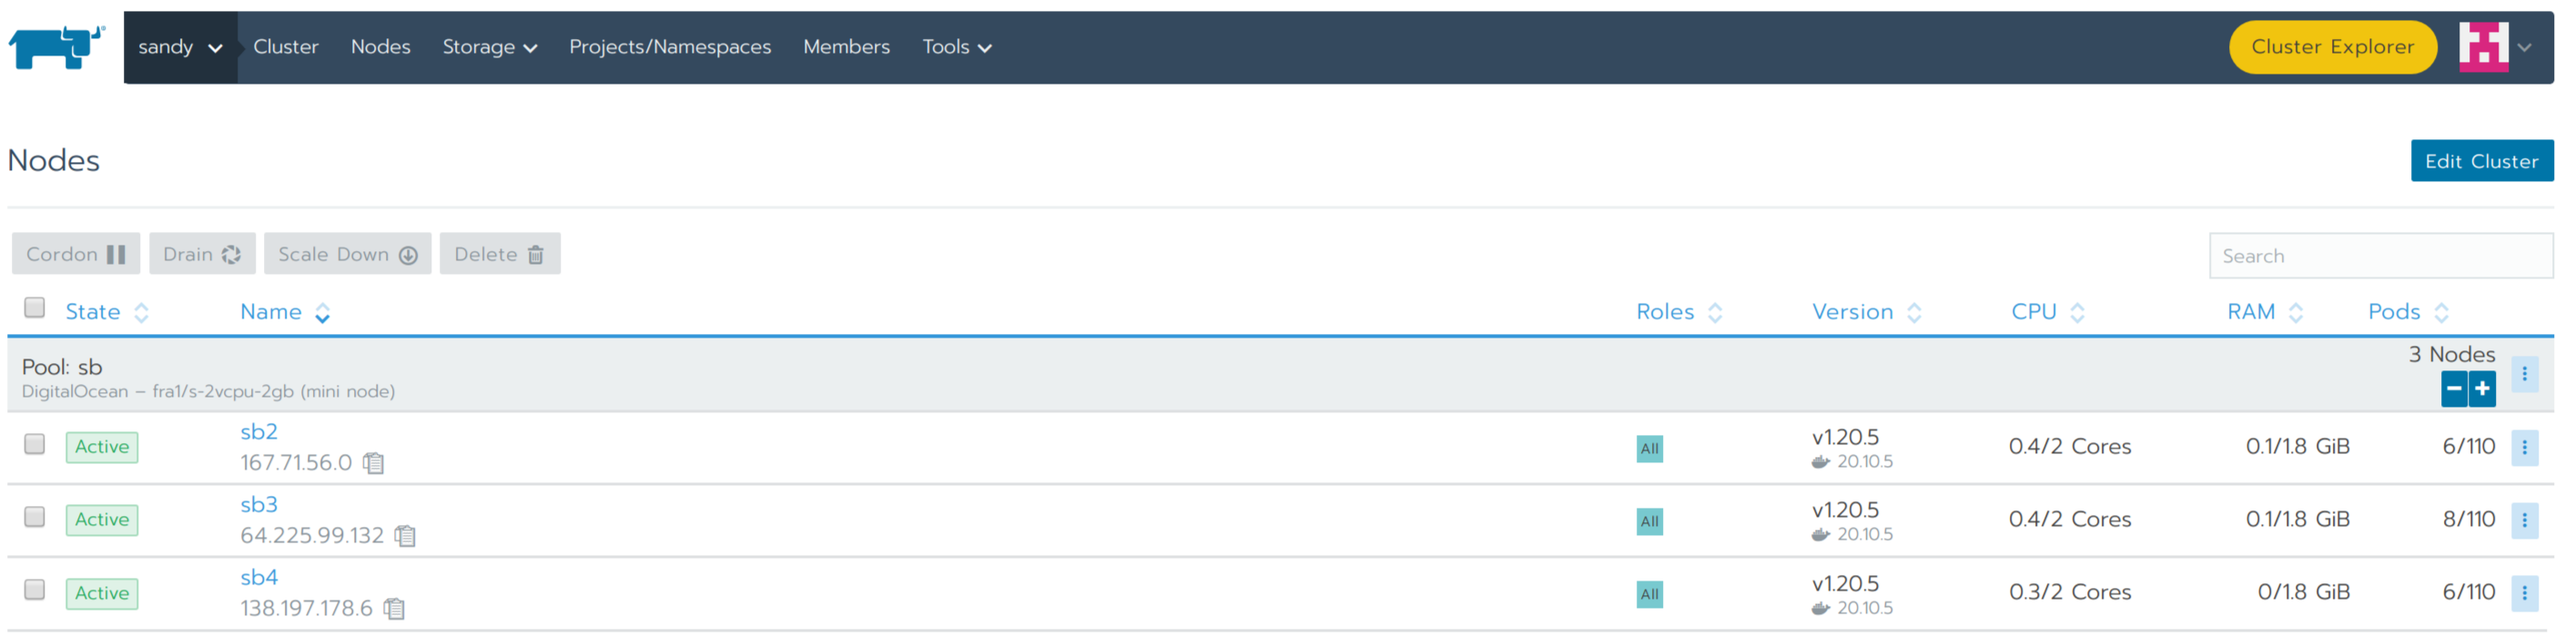 sandy Cluster Nodes Storage Projects/Namespaces Members Tools Cluster Explorer
Nodes Edit Cluster
Cordon Drain Scale Down Delete Search
State Name Roles Version CPU RAM Pods
Pool: sb 3 Nodes
DigitalOcean – fra1/s-2vcpu-2gb (mini node) - +
Active sb2 All v1.20.5 0.4/2 Cores 0.1/1.8 GiB 6/110
167.71.56.0 20.10.5
Active sb3 All v1.20.5 0.4/2 Cores 0.1/1.8 GiB 8/110
64.225.99.132 20.10.5
Active sb4 All v1.20.5 0.3/2 Cores 0/1.8 GiB 6/110
138.197.178.6 20.10.5